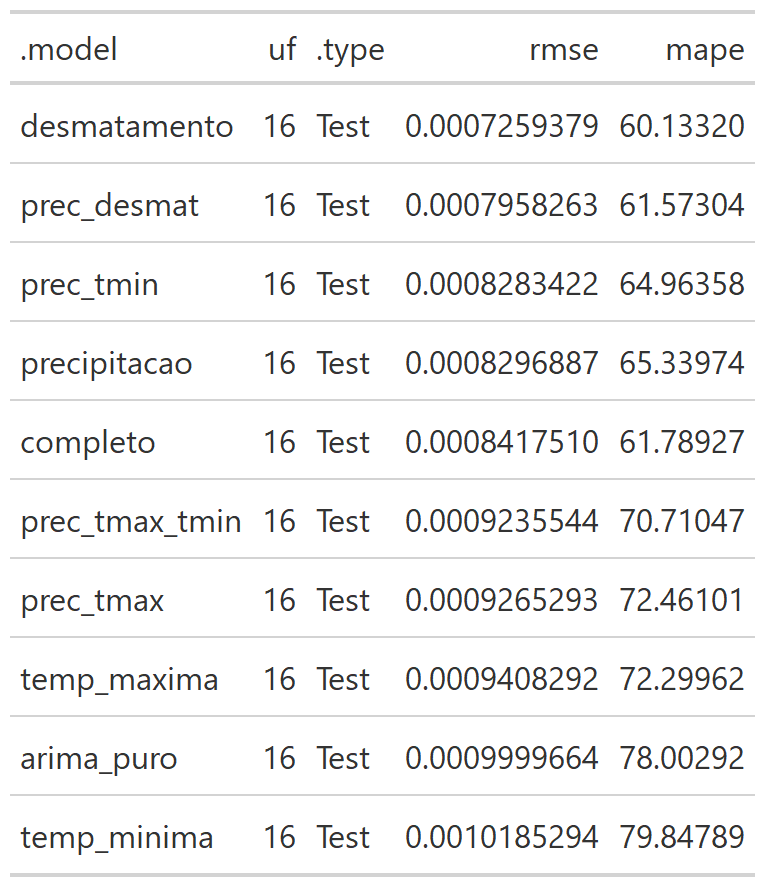 .model uf .type rmse mape
desmatamento 16 Test 0.0007259379 60.13320
prec_desmat 16 Test 0.0007958263 61.57304
prec_tmin 16 Test 0.0008283422 64.96358
precipitacao 16 Test 0.0008296887 65.33974
completo 16 Test 0.0008417510 61.78927
prec_tmax_tmin 16 Test 0.0009235544 70.71047
prec_tmax 16 Test 0.0009265293 72.46101
temp_maxima 16 Test 0.0009408292 72.29962
arima_puro 16 Test 0.0009999664 78.00292
temp_minima 16 Test 0.0010185294 79.84789